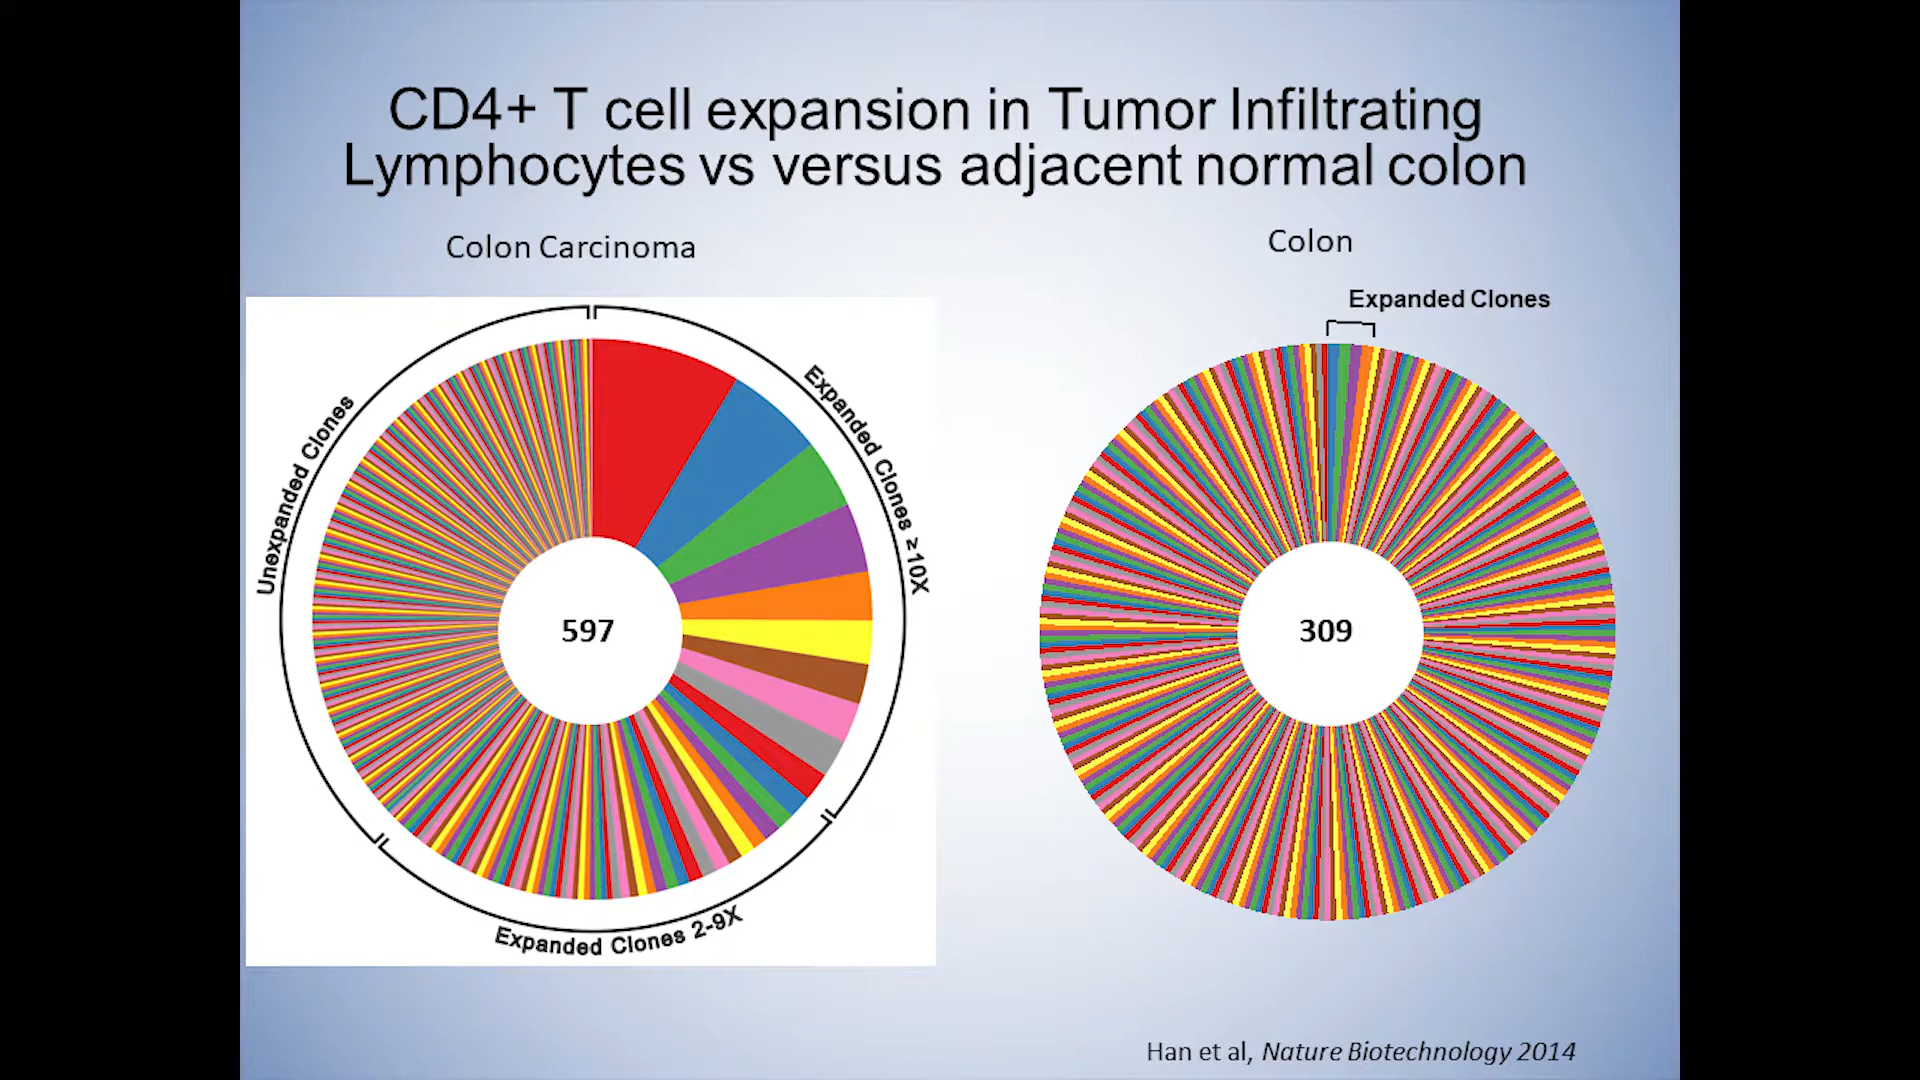 CD4+ T cell expansion in Tumor Infiltrating
Lymphocytes vs versus adjacent normal colon
Colon Carcinoma
Colon
Expanded Clones
Unexpanded Clones
Expanded Clones ≥10X
597
309
Expanded Clones 2-9X
Han et al, Nature Biotechnology 2014